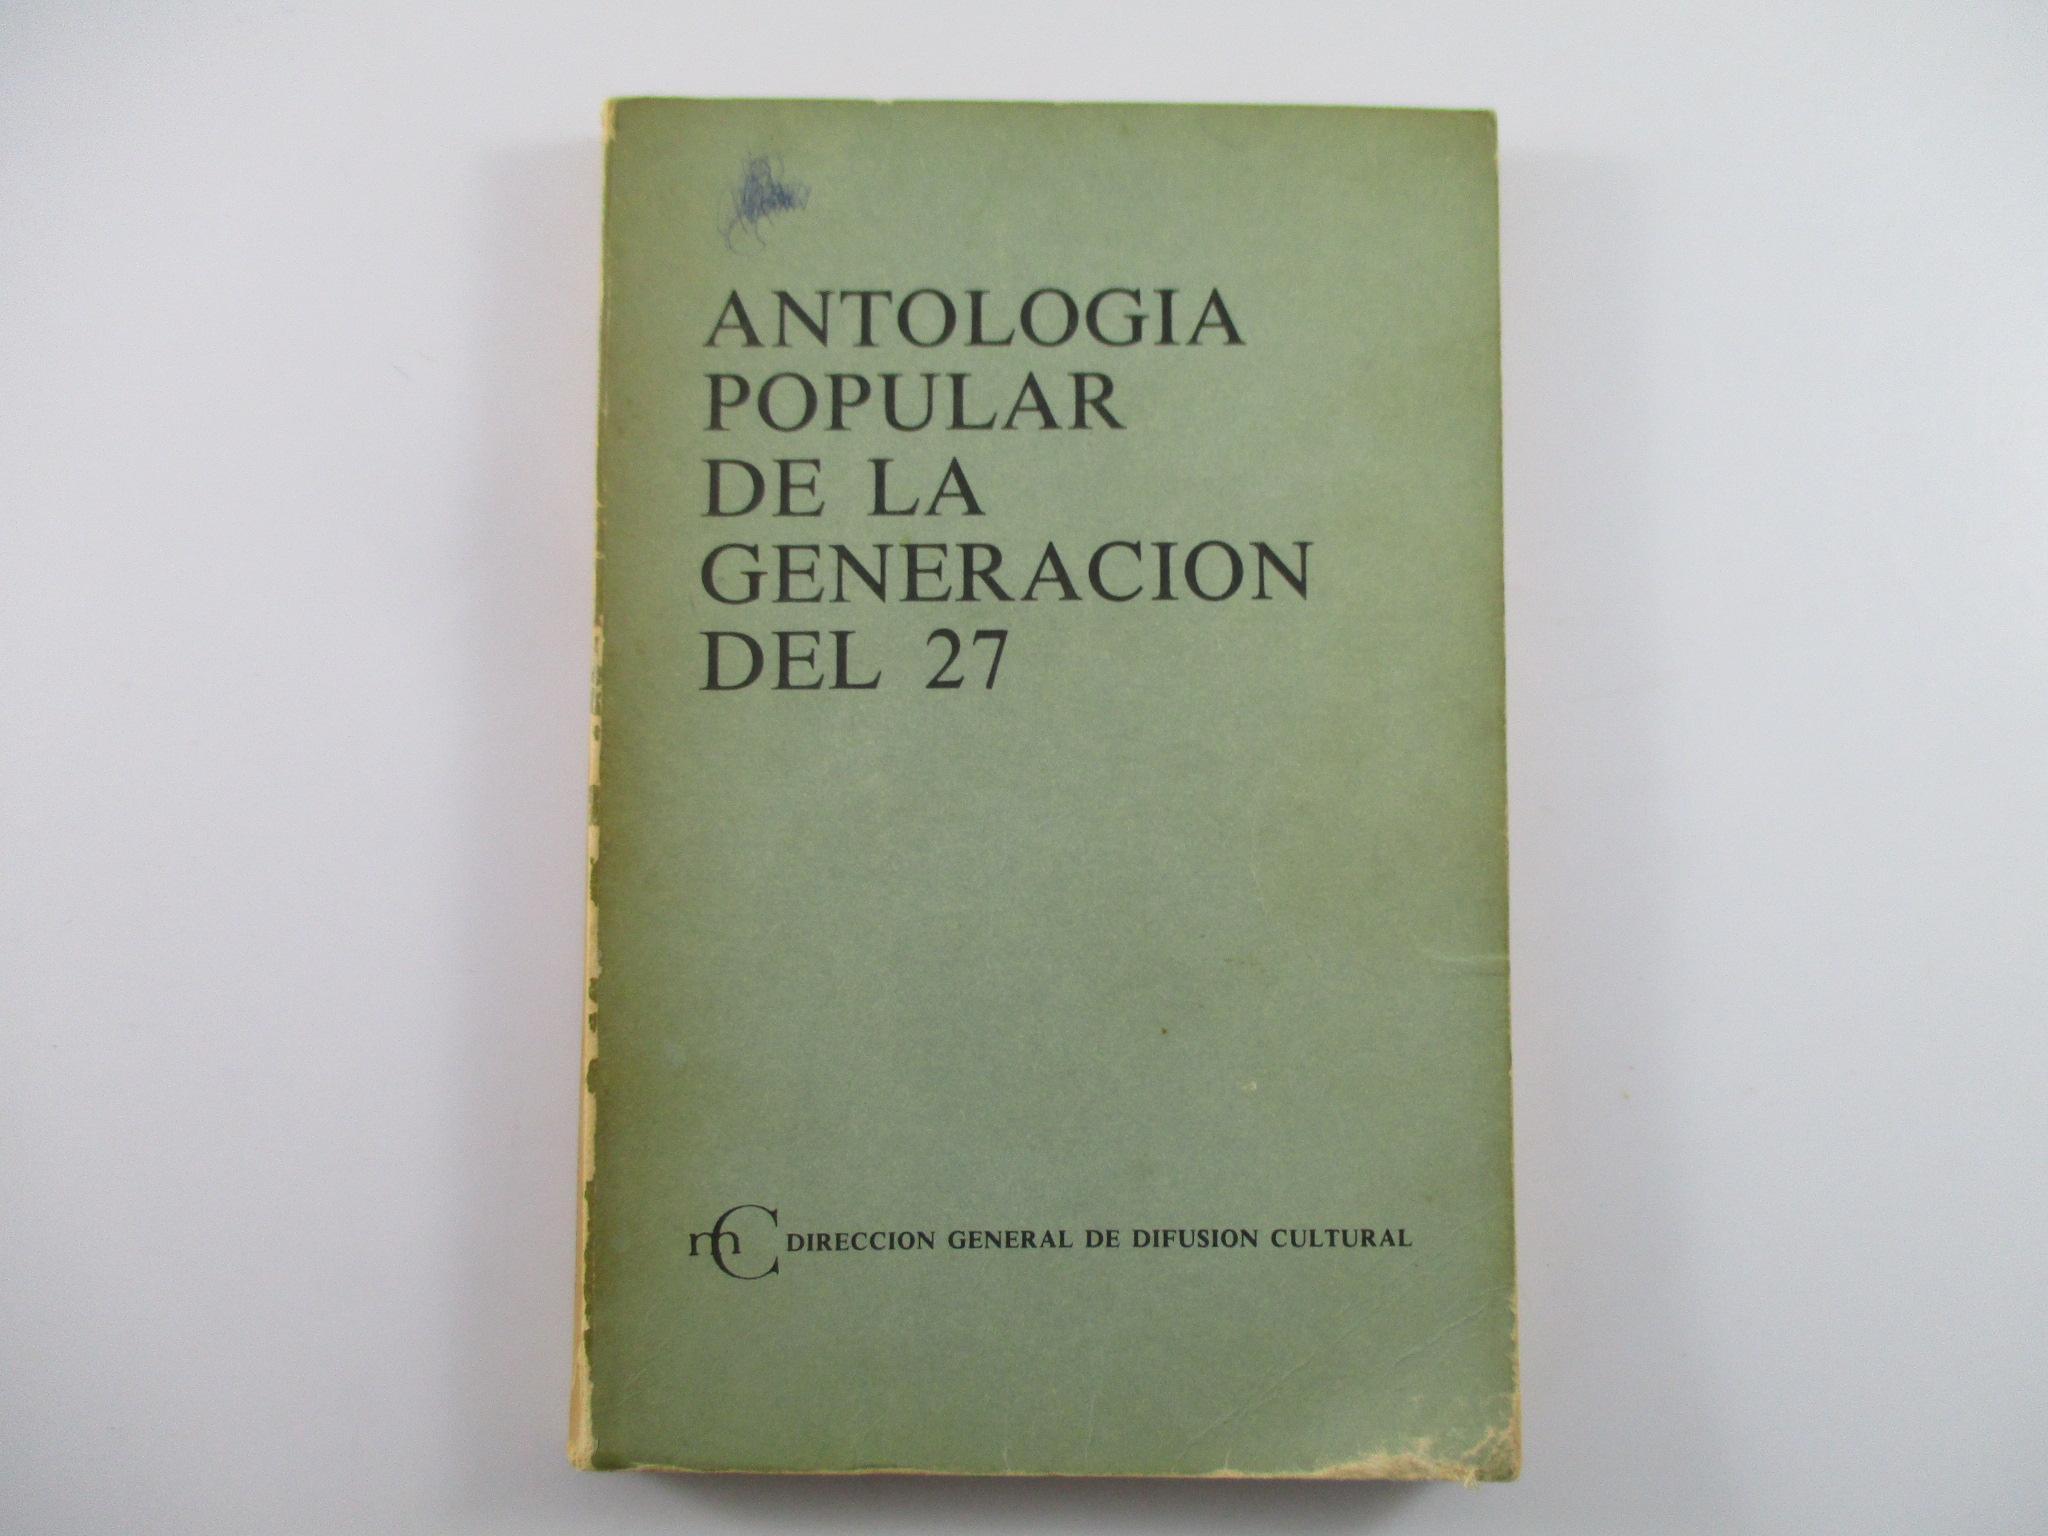 ANTOLOGIA
POPULAR
DE LA
GENERACION
DEL 27
mC DIRECCION GENERAL DE DIFUSION CULTURAL